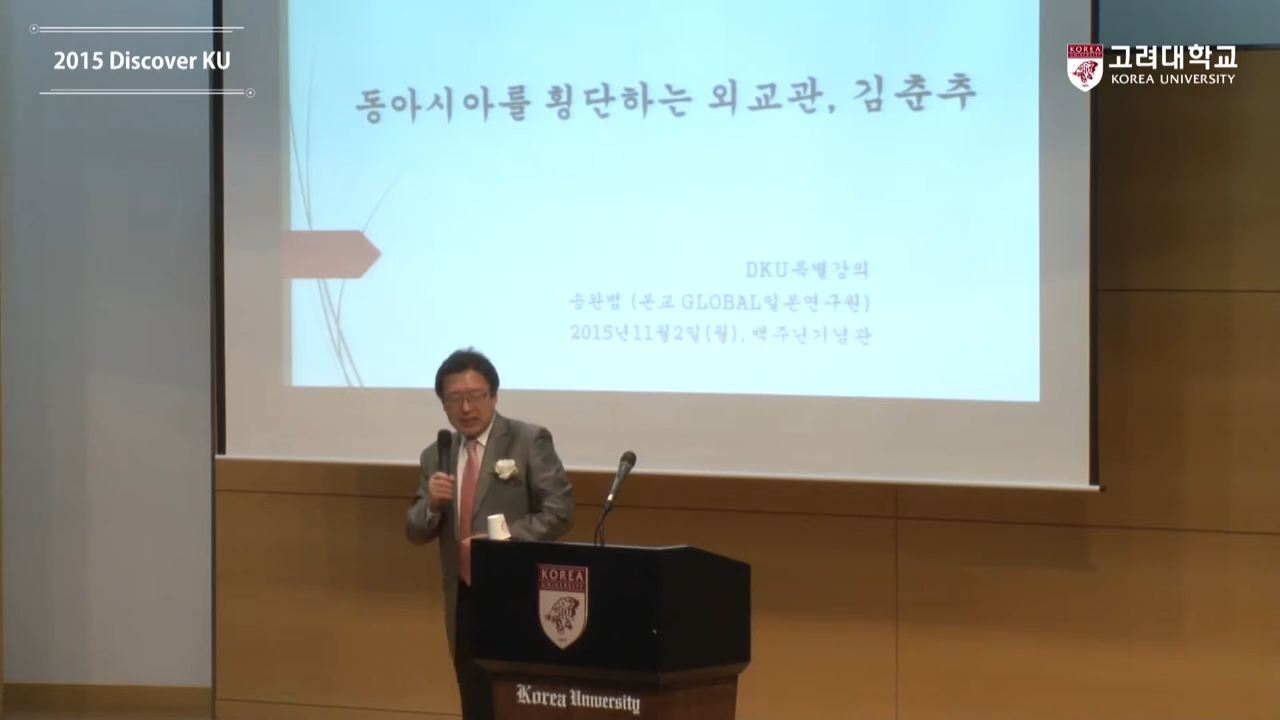 2015 Discover KU
KOREA
고려대학교
KOREA UNIVERSITY
동아시아를 횡단하는 외교관, 김춘추
DKU특별강의
송완범 (본교 GLOBAL일본연구원)
2015년11월2일(월), 백주년기념관
KOREA
UNIVERSITY
Korea University